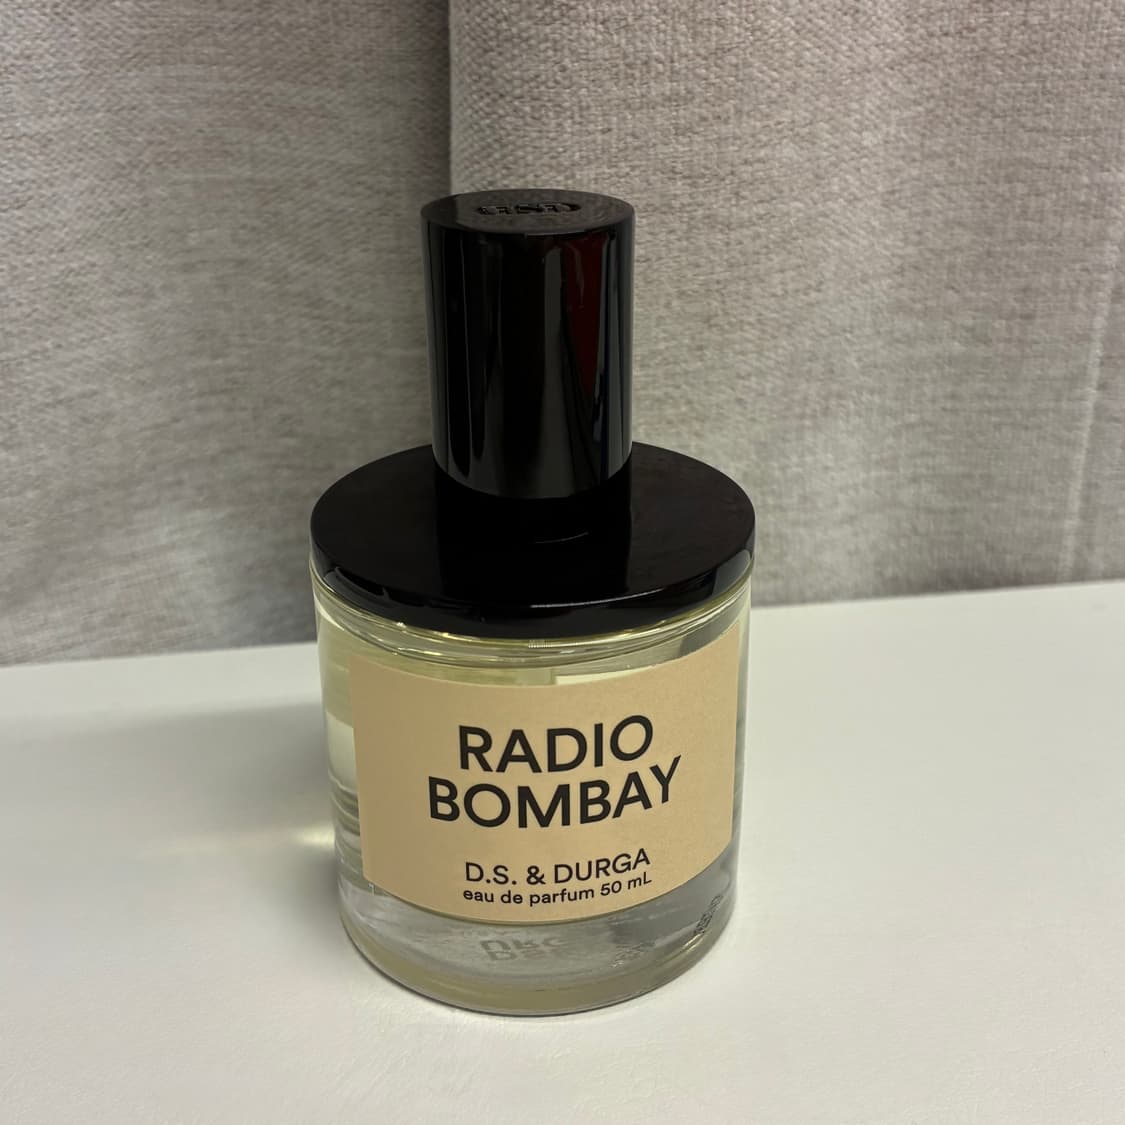 RADIO
BOMBAY
D.S. & DURGA
eau de parfum 50 mL